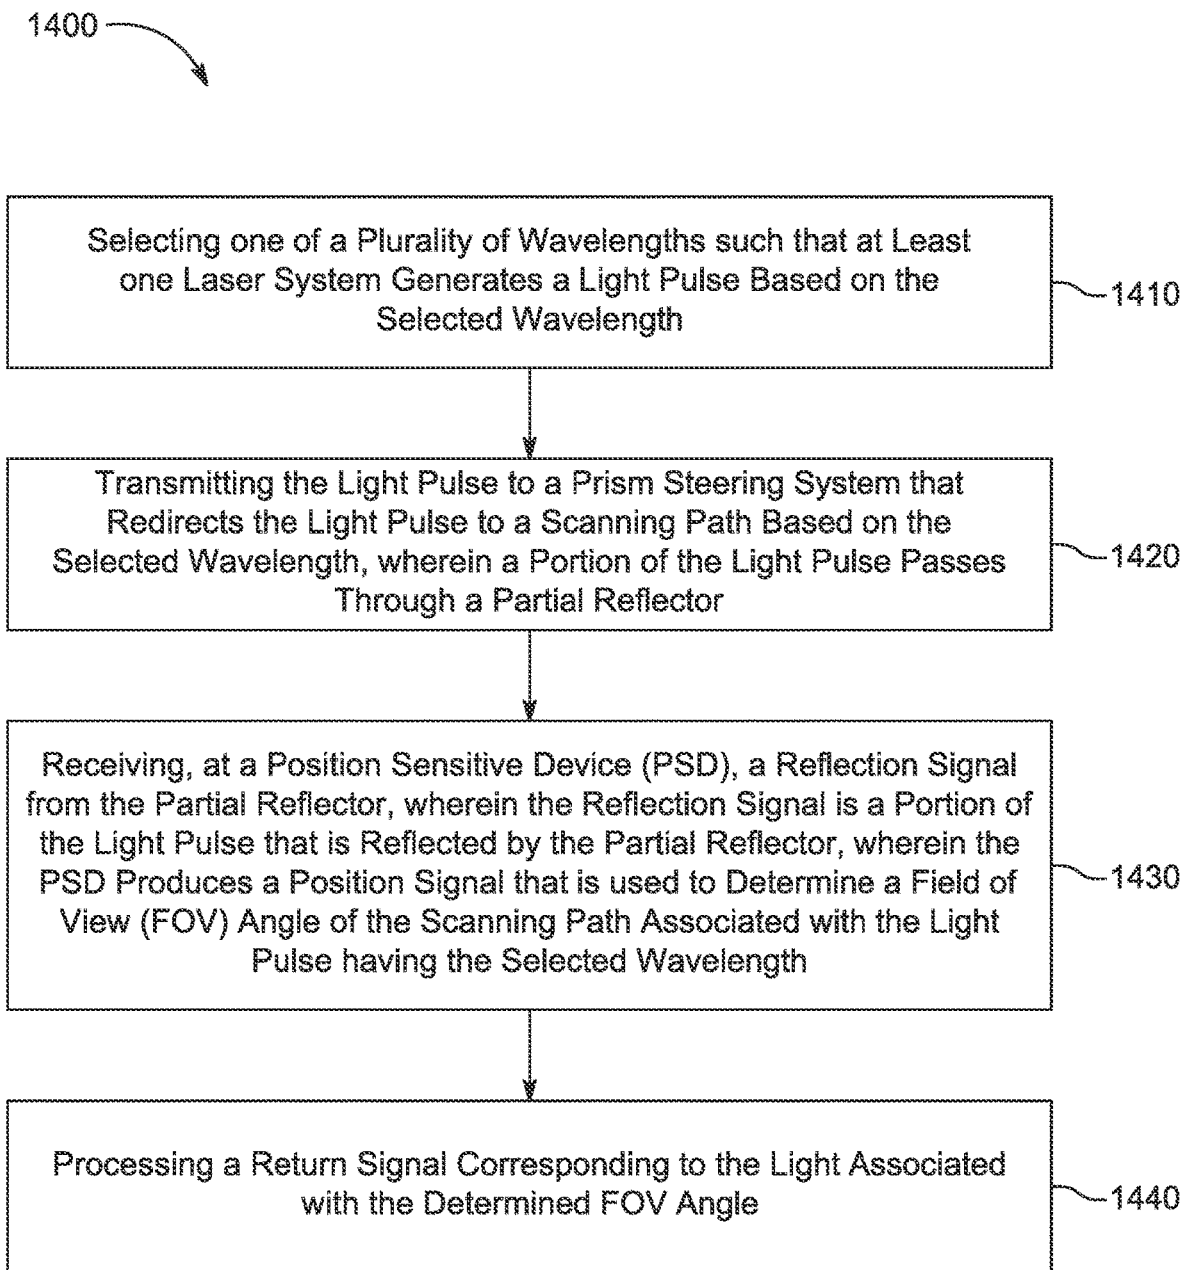 1400
Selecting one of a Plurality of Wavelengths such that at Least
one Laser System Generates a Light Pulse Based on the
Selected Wavelength
1410
Transmitting the Light Pulse to a Prism Steering System that
Redirects the Light Pulse to a Scanning Path Based on the
Selected Wavelength, wherein a Portion of the Light Pulse Passes
Through a Partial Reflector
1420
Receiving, at a Position Sensitive Device (PSD), a Reflection Signal
from the Partial Reflector, wherein the Reflection Signal is a Portion of
the Light Pulse that is Reflected by the Partial Reflector, wherein the
PSD Produces a Position Signal that is used to Determine a Field of
View (FOV) Angle of the Scanning Path Associated with the Light
Pulse having the Selected Wavelength
1430
Processing a Return Signal Corresponding to the Light Associated
with the Determined FOV Angle
1440